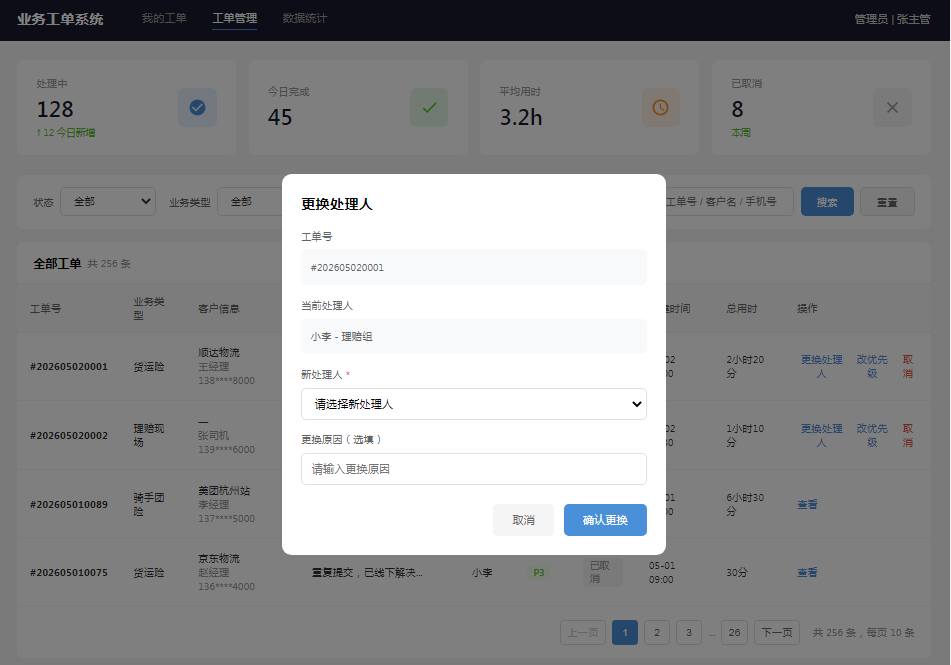 业务工单系统 我的工单 工单管理 数据统计 管理员 | 张主管
处理中
128
↑ 12 今日新增
今日完成
45
平均用时
3.2h
已取消
8
本周
状态 全部 业务类型 全部 工单号 / 客户名 / 手机号 搜索 重置
全部工单 共 256 条
工单号 业务类型 客户信息 时间 总用时 操作
#202605020001 货运险 顺达物流 王经理 138****8000 2小时20分 更换处理人 改优先级 取消
#202605020002 理赔现场 — 张司机 139****6000 1小时10分 更换处理人 改优先级 取消
#202605010089 骑手团险 美团杭州站 李经理 137****5000 6小时30分 查看
#202605010075 货运险 京东物流 赵经理 136****4000 重复提交，已线下解决... 小李 P3 已取消 05-01 09:00 30分 查看
上一页 1 2 3 ... 26 下一页 共 256 条，每页 10 条
更换处理人
工单号
#202605020001
当前处理人
小李 - 理赔组
新处理人 *
请选择新处理人
更换原因（选填）
请输入更换原因
取消 确认更换